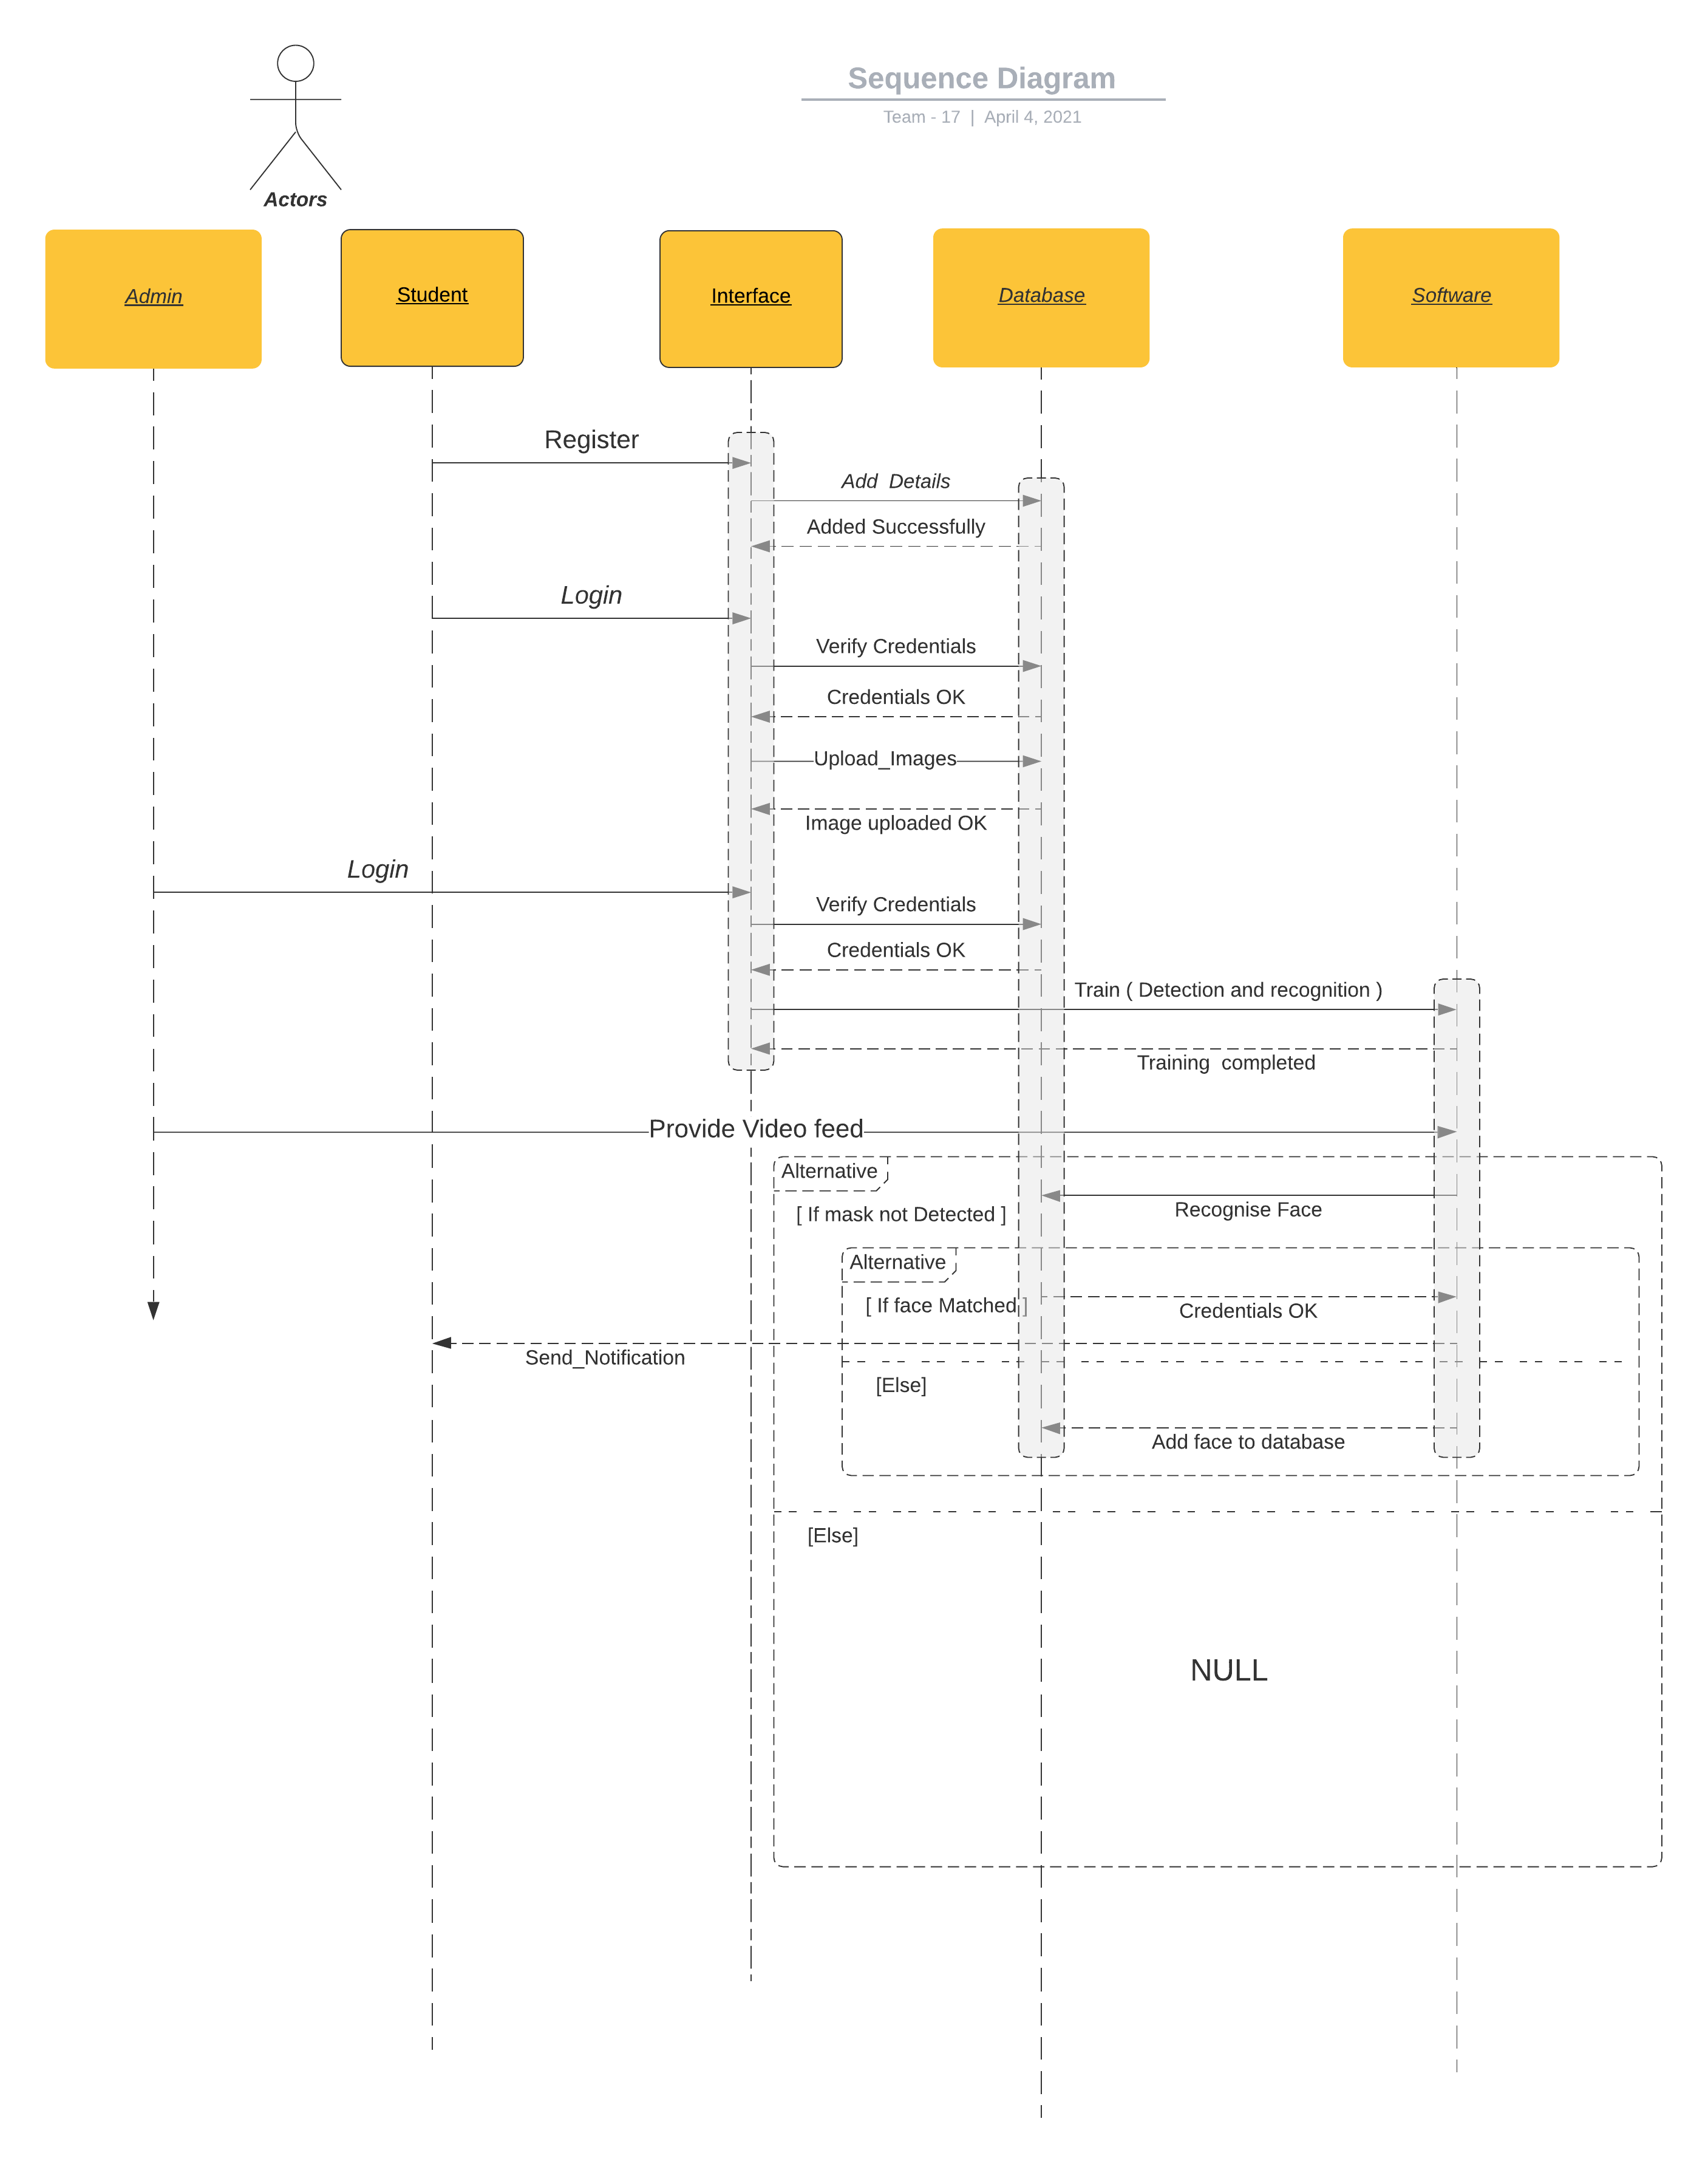 Sequence Diagram
Team - 17 | April 4, 2021
Actors
Admin
Student
Interface
Database
Software
Register
Add Details
Added Successfully
Login
Verify Credentials
Credentials OK
Upload_Images
Image uploaded OK
Login
Verify Credentials
Credentials OK
Train ( Detection and recognition )
Training completed
Provide Video feed
Alternative
Recognise Face
[ If mask not Detected ]
Alternative
[ If face Matched ]
Credentials OK
Send_Notification
[Else]
Add face to database
[Else]
NULL